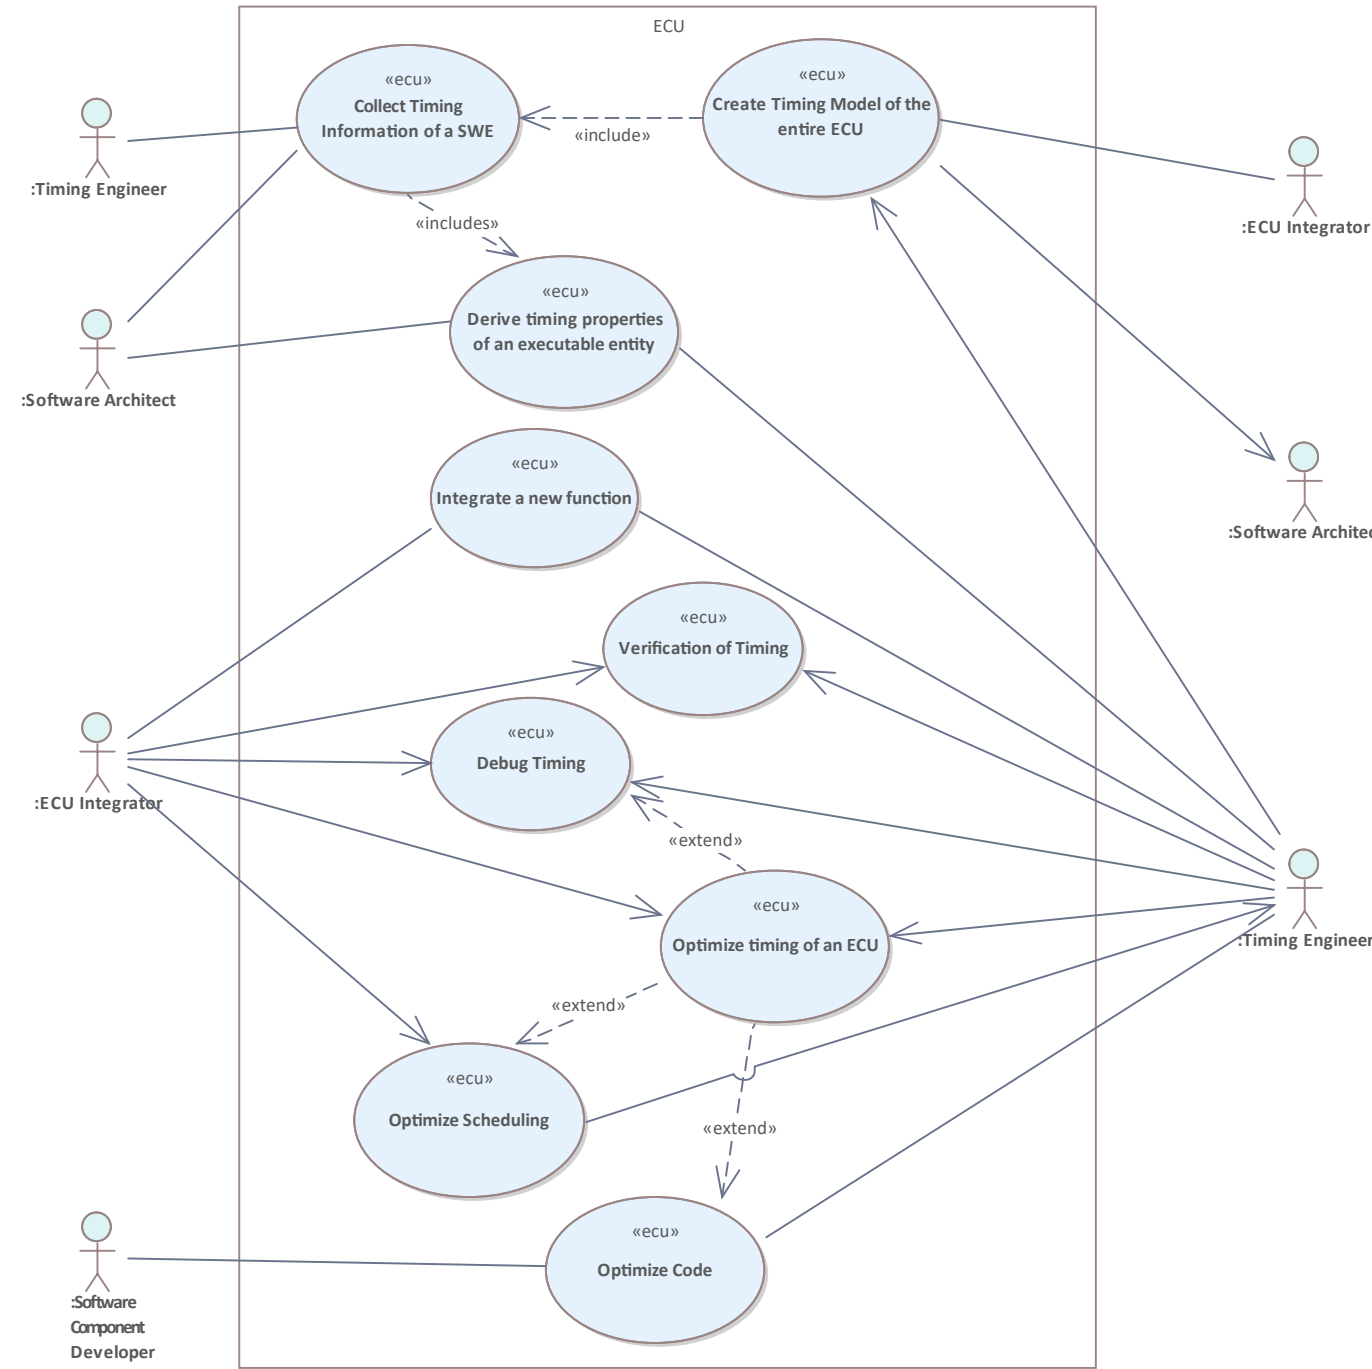 ECU
«ecu»
Collect Timing
Information of a SWE
«ecu»
Create Timing Model of the
entire ECU
«include»
:Timing Engineer
:ECU Integrator
«includes»
«ecu»
Derive timing properties
of an executable entity
:Software Architect
«ecu»
Integrate a new function
:Software Architec
«ecu»
Verification of Timing
«ecu»
Debug Timing
:ECU Integrator
«extend»
«ecu»
Optimize timing of an ECU
:Timing Engineer
«extend»
«ecu»
Optimize Scheduling
«extend»
«ecu»
Optimize Code
:Software
Component
Developer